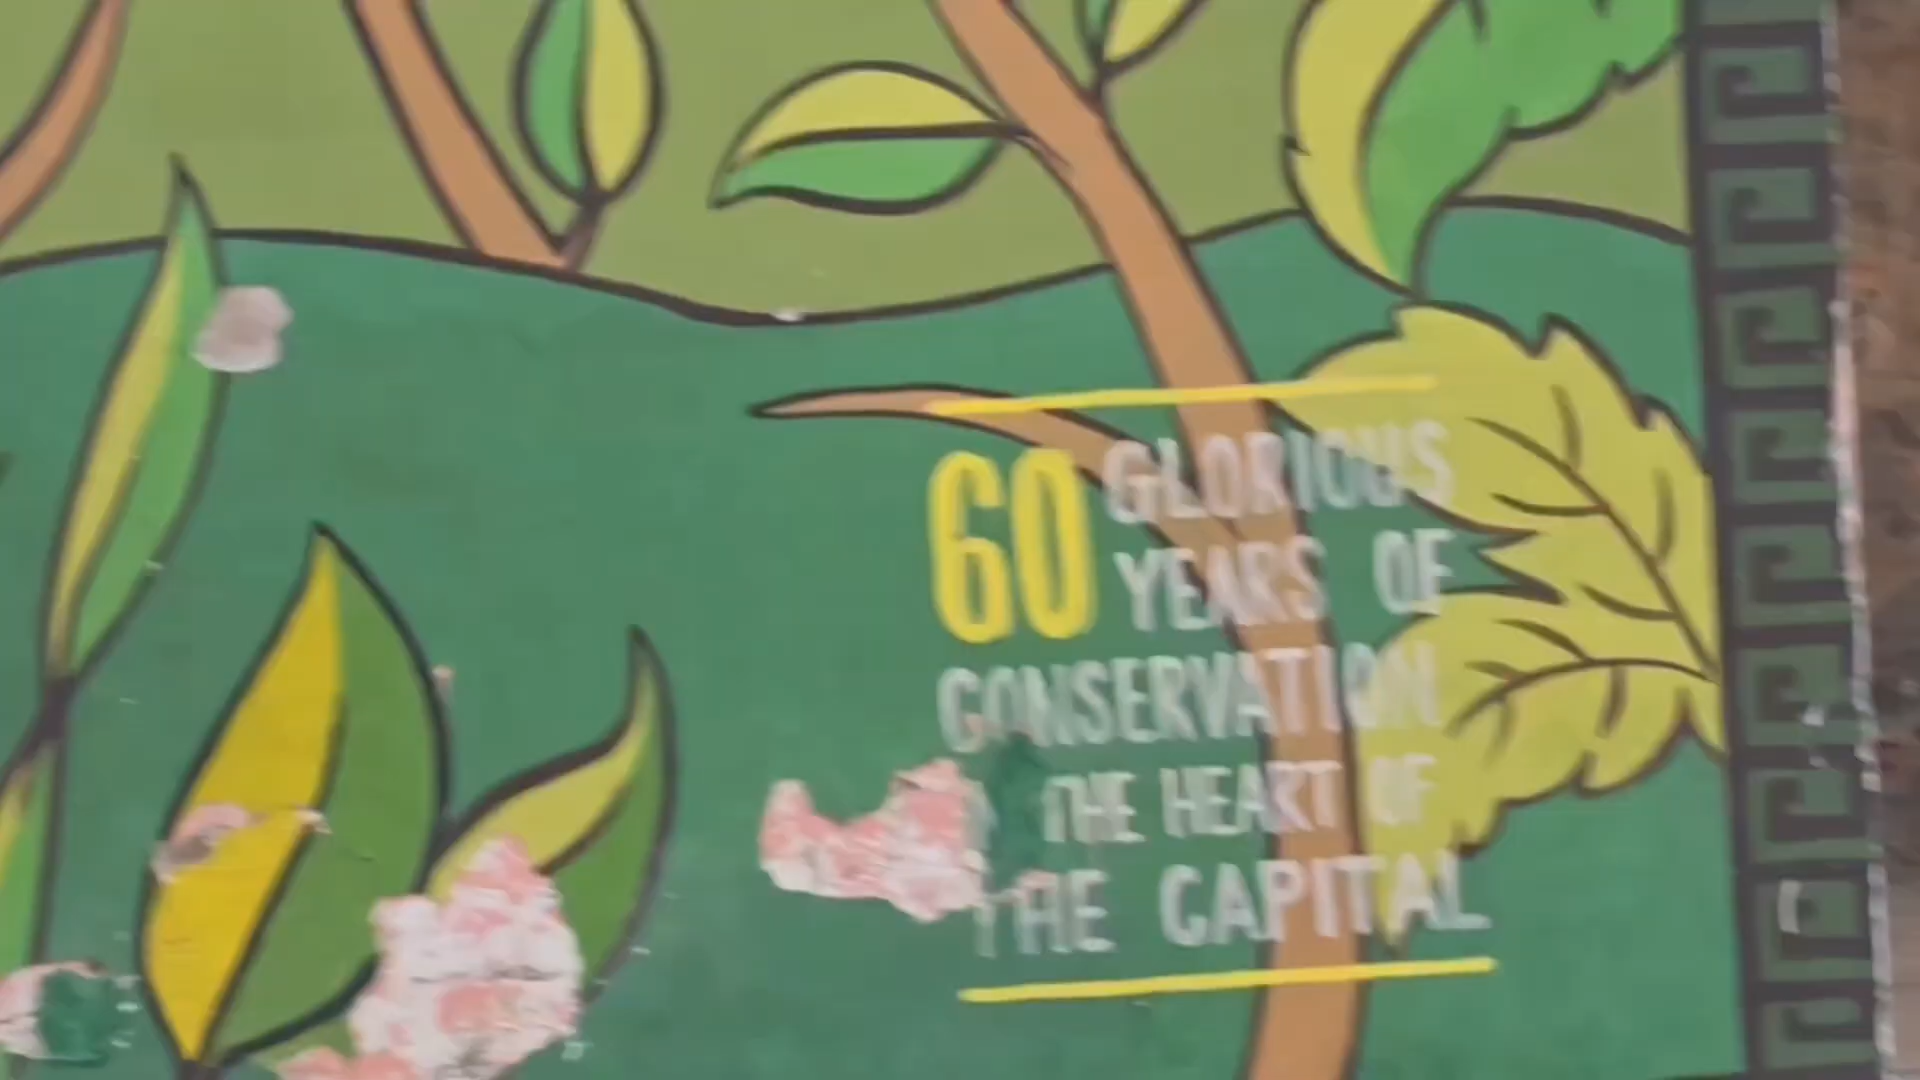 60 GLORIOUS
YEARS OF
CONSERVATION
THE HEART OF
THE CAPITAL